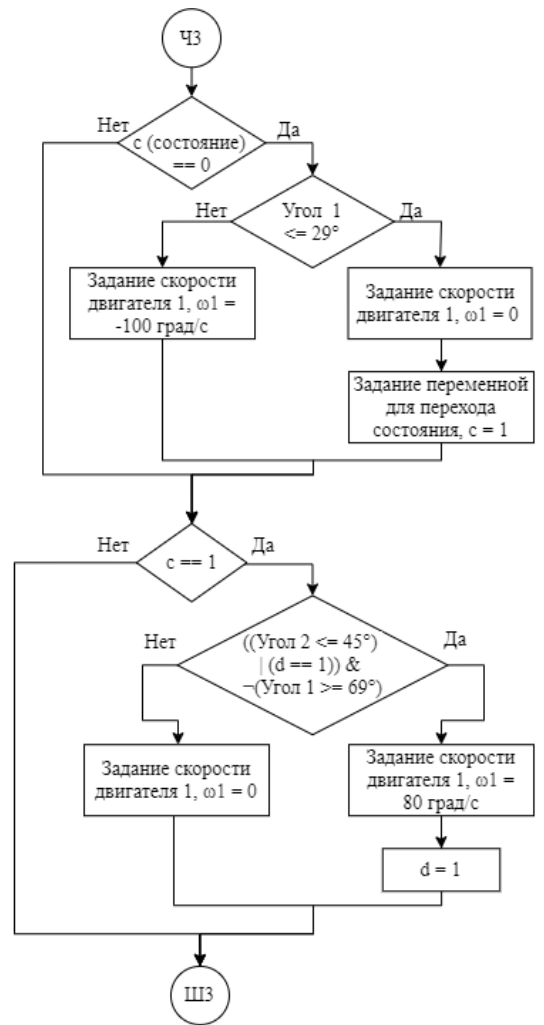 Ч3
Нет
Да
c (состояние)
== 0
Нет
Да
Угол 1
<= 29°
Задание скорости
двигателя 1, ω1 =
-100 град/с
Задание скорости
двигателя 1, ω1 = 0
Задание переменной
для перехода
состояния, c = 1
Нет
Да
c == 1
Нет
Да
((Угол 2 <= 45°)
| (d == 1)) &
¬(Угол 1 >= 69°)
Задание скорости
двигателя 1, ω1 = 0
Задание скорости
двигателя 1, ω1 =
80 град/с
d = 1
Ш3